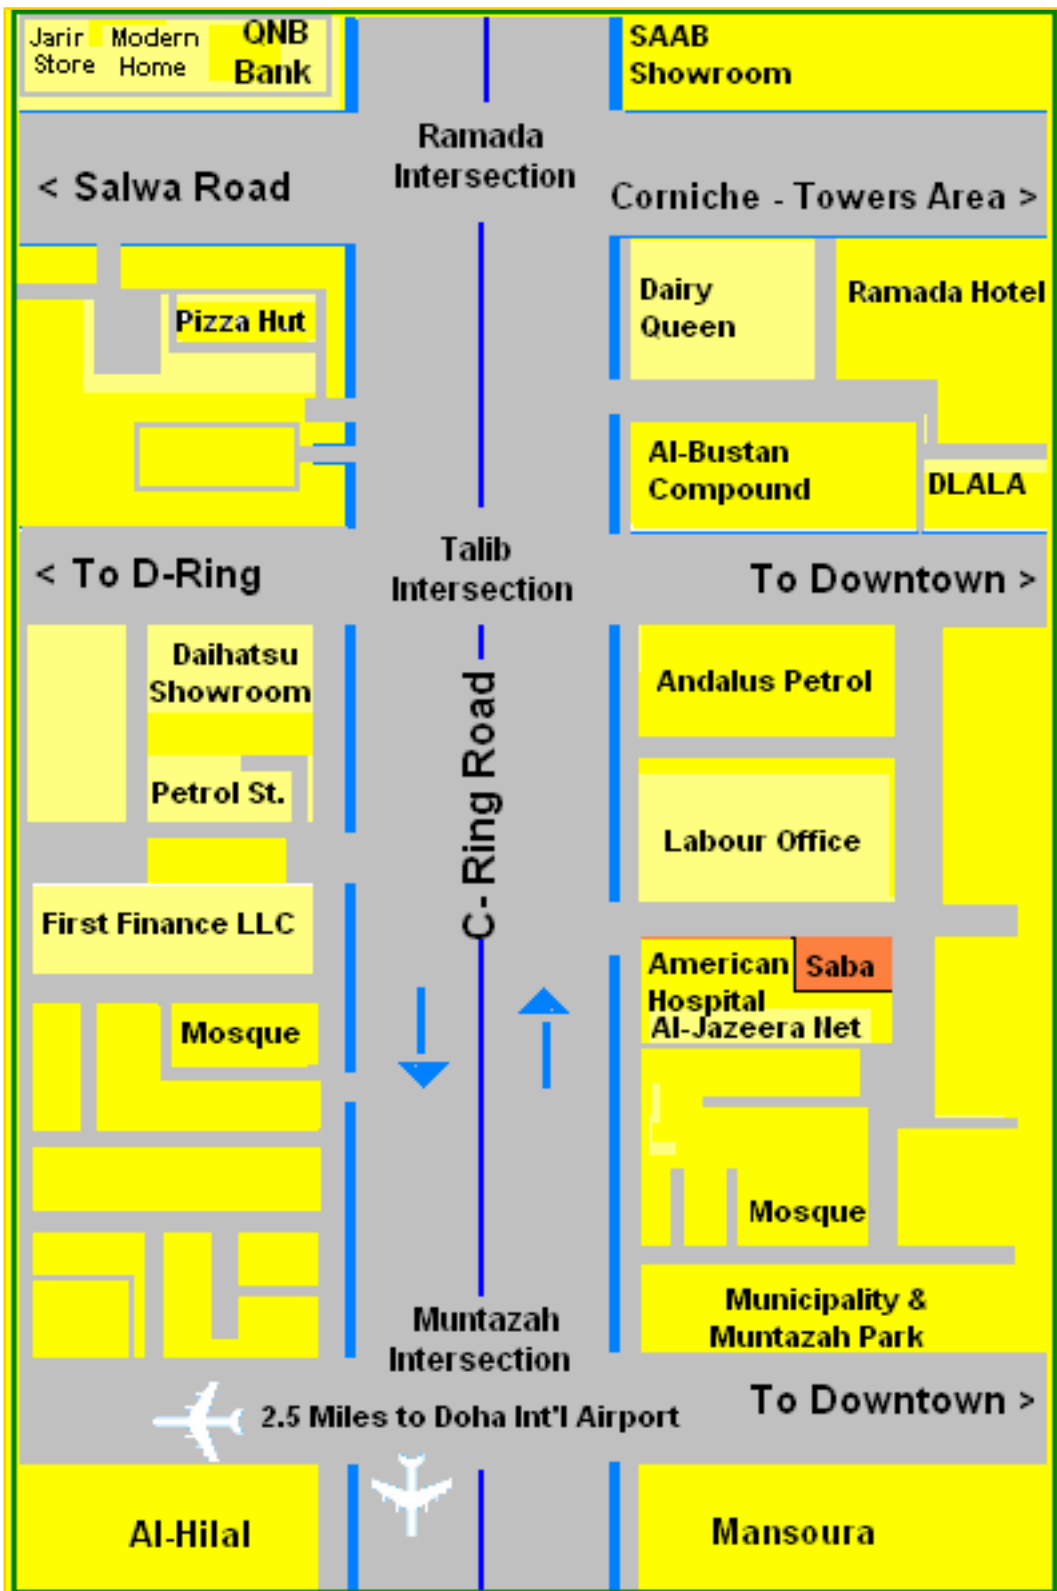 Jarir
Store
Modern
Home
QNB
Bank
SAAB
Showroom
Ramada
Intersection
< Salwa Road
Corniche - Towers Area >
Pizza Hut
Dairy
Queen
Ramada Hotel
Al-Bustan
Compound
DLALA
Talib
Intersection
< To D-Ring
To Downtown >
Daihatsu
Showroom
Andalus Petrol
C- Ring Road
Petrol St.
Labour Office
First Finance LLC
American
Hospital
Saba
Al-Jazeera Net
Mosque
Mosque
Municipality &
Muntazah Park
Muntazah
Intersection
To Downtown >
2.5 Miles to Doha Int'l Airport
Al-Hilal
Mansoura